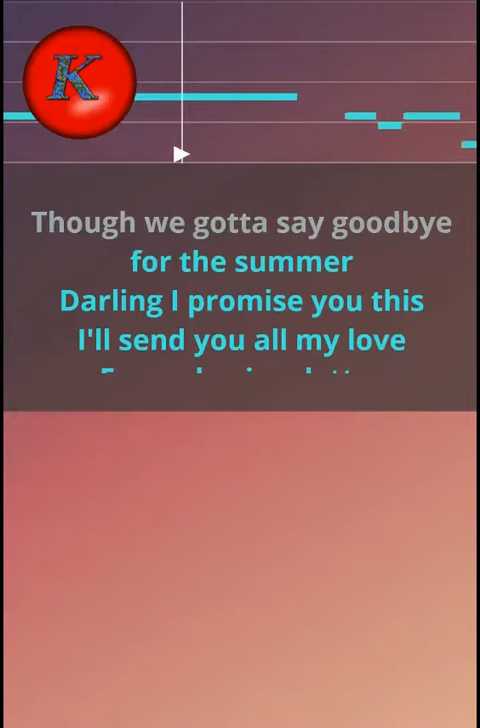 K
Though we gotta say goodbye
for the summer
Darling I promise you this
I'll send you all my love